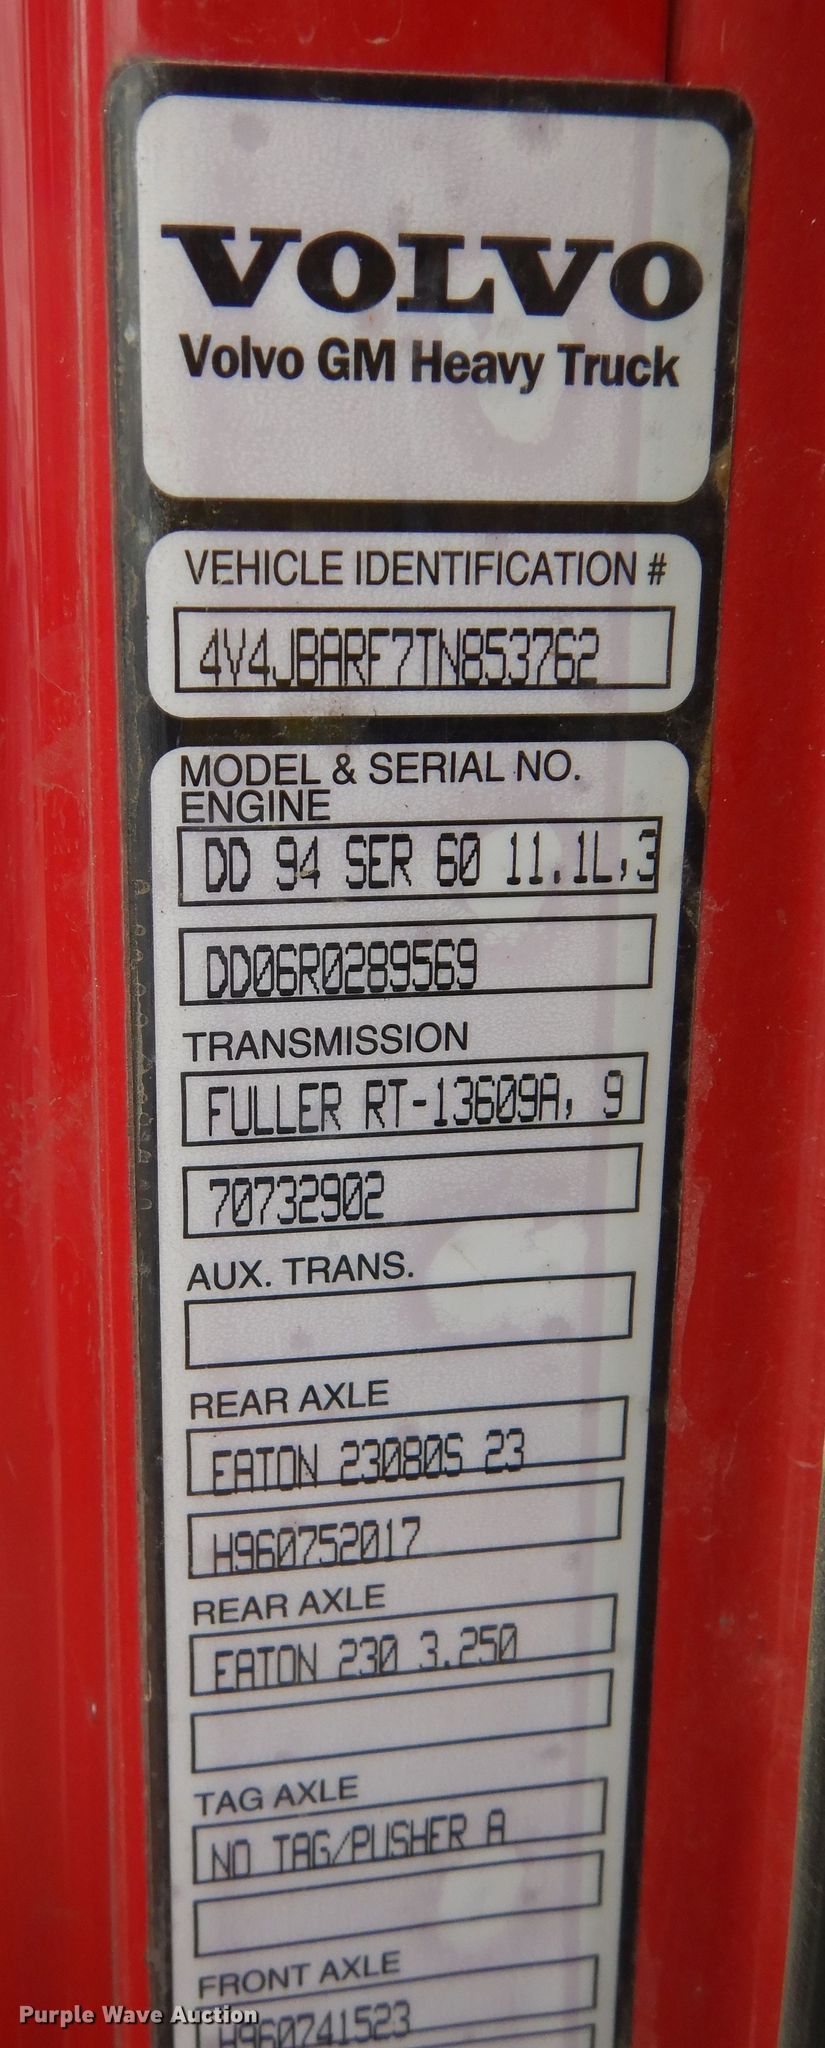 VOLVO
Volvo GM Heavy Truck
VEHICLE IDENTIFICATION #
4V4JBARF7TN853762
MODEL & SERIAL NO.
ENGINE
DD 94 SER 60 11.1L,3
DD06R0289569
TRANSMISSION
FULLER RT-13609A, 9
70732902
AUX. TRANS.
REAR AXLE
EATON 23080S 23
H960752017
REAR AXLE
EATON 230 3.250
TAG AXLE
NO TAG/PUSHER A
FRONT AXLE
H960741523
Purple Wave Auction